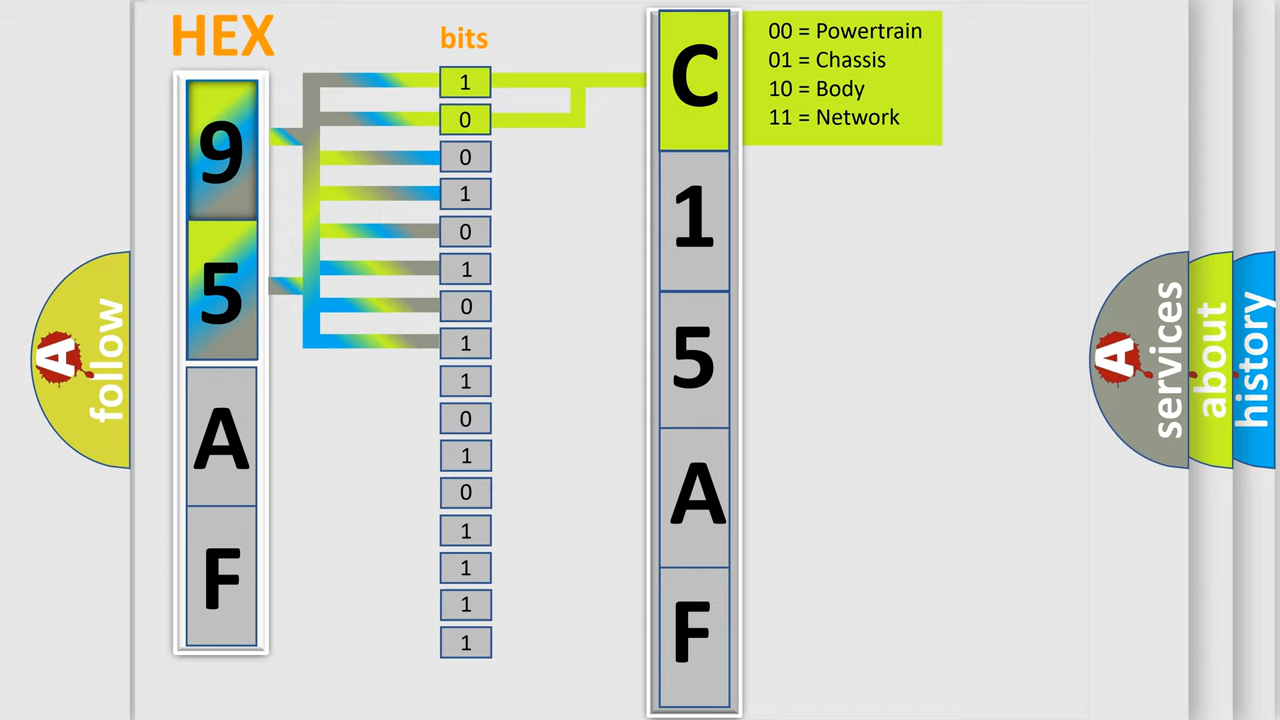 HEX
bits
9
5
A
F
1
0
0
1
0
1
0
1
1
0
1
0
1
1
1
1
C
1
5
A
F
00 = Powertrain
01 = Chassis
10 = Body
11 = Network
A
follow
A
services
about
history